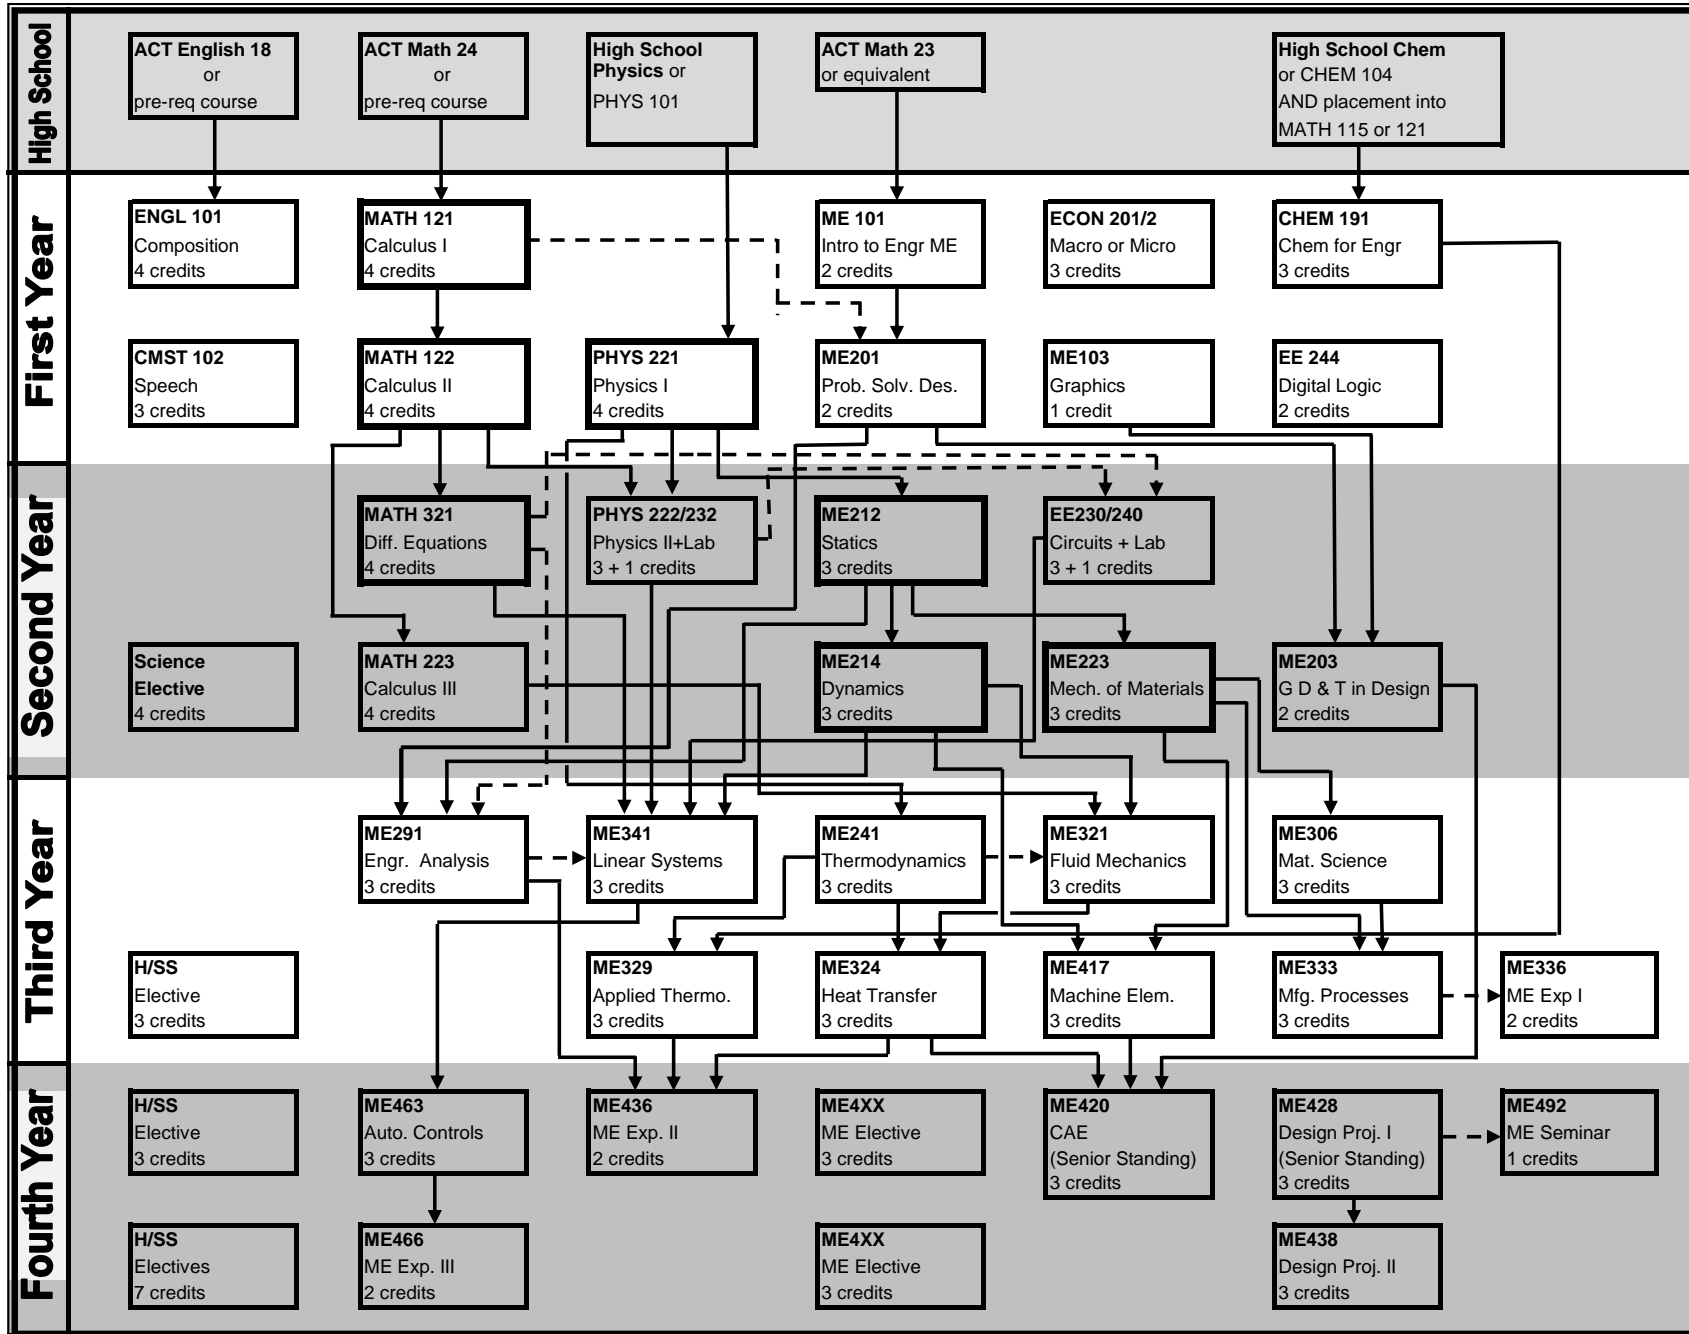 High School
ACT English 18
or
pre-req course
ACT Math 24
or
pre-req course
High School
Physics or
PHYS 101
ACT Math 23
or equivalent
High School Chem
or CHEM 104
AND placement into
MATH 115 or 121
First Year
ENGL 101
Composition
4 credits
MATH 121
Calculus I
4 credits
ME 101
Intro to Engr ME
2 credits
ECON 201/2
Macro or Micro
3 credits
CHEM 191
Chem for Engr
3 credits
CMST 102
Speech
3 credits
MATH 122
Calculus II
4 credits
PHYS 221
Physics I
4 credits
ME201
Prob. Solv. Des.
2 credits
ME103
Graphics
1 credit
EE 244
Digital Logic
2 credits
Second Year
MATH 321
Diff. Equations
4 credits
PHYS 222/232
Physics II+Lab
3 + 1 credits
ME212
Statics
3 credits
EE230/240
Circuits + Lab
3 + 1 credits
Science
Elective
4 credits
MATH 223
Calculus III
4 credits
ME214
Dynamics
3 credits
ME223
Mech. of Materials
3 credits
ME203
G D & T in Design
2 credits
Third Year
ME291
Engr. Analysis
3 credits
ME341
Linear Systems
3 credits
ME241
Thermodynamics
3 credits
ME321
Fluid Mechanics
3 credits
ME306
Mat. Science
3 credits
H/SS
Elective
3 credits
ME329
Applied Thermo.
3 credits
ME324
Heat Transfer
3 credits
ME417
Machine Elem.
3 credits
ME333
Mfg. Processes
3 credits
ME336
ME Exp I
2 credits
Fourth Year
H/SS
Elective
3 credits
ME463
Auto. Controls
3 credits
ME436
ME Exp. II
2 credits
ME4XX
ME Elective
3 credits
ME420
CAE
(Senior Standing)
3 credits
ME428
Design Proj. I
(Senior Standing)
3 credits
ME492
ME Seminar
1 credits
H/SS
Electives
7 credits
ME466
ME Exp. III
2 credits
ME4XX
ME Elective
3 credits
ME438
Design Proj. II
3 credits